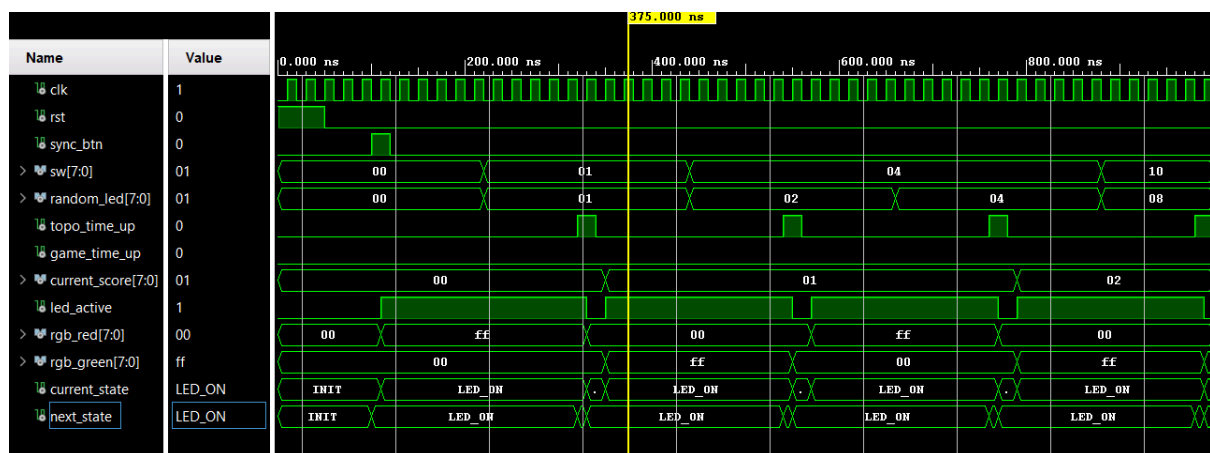 375.000 ns
Name Value
0.000 ns 200.000 ns 400.000 ns 600.000 ns 800.000 ns
clk 1
rst 0
sync_btn 0
sw[7:0] 01 00 01 04 10
random_led[7:0] 01 00 01 02 04 08
topo_time_up 0
game_time_up 0
current_score[7:0] 01 00 01 02
led_active 1
rgb_red[7:0] 00 00 ff 00 ff 00
rgb_green[7:0] ff 00 ff 00 ff
current_state LED_ON INIT LED_ON . LED_ON . LED_ON . LED_ON
next_state LED_ON INIT LED_ON LED_ON LED_ON LED_ON